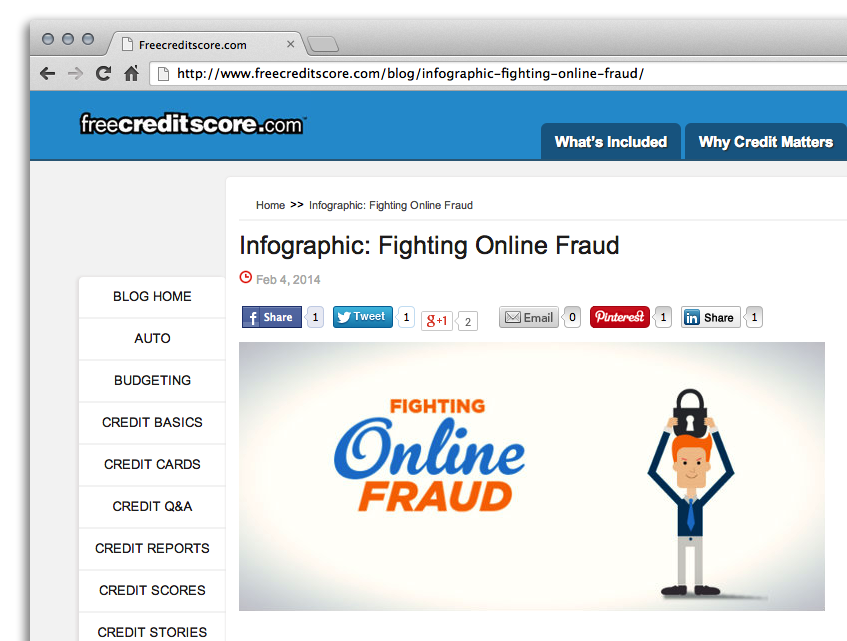 Freecreditscore.com
http://www.freecreditscore.com/blog/infographic-fighting-online-fraud/
freecreditscore.com™
What's Included
Why Credit Matters
Home >> Infographic: Fighting Online Fraud
Infographic: Fighting Online Fraud
Feb 4, 2014
f Share 1
Tweet 1
g+1 2
Email 0
Pinterest 1
in Share 1
BLOG HOME
AUTO
BUDGETING
CREDIT BASICS
CREDIT CARDS
CREDIT Q&A
CREDIT REPORTS
CREDIT SCORES
CREDIT STORIES
FIGHTING
Online
FRAUD